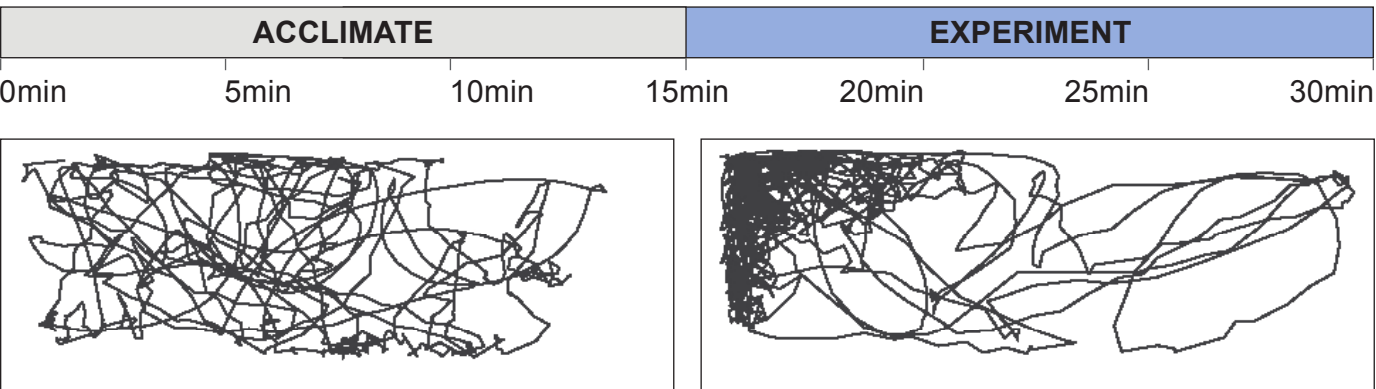 ACCLIMATE EXPERIMENT
0min 5min 10min 15min 20min 25min 30min